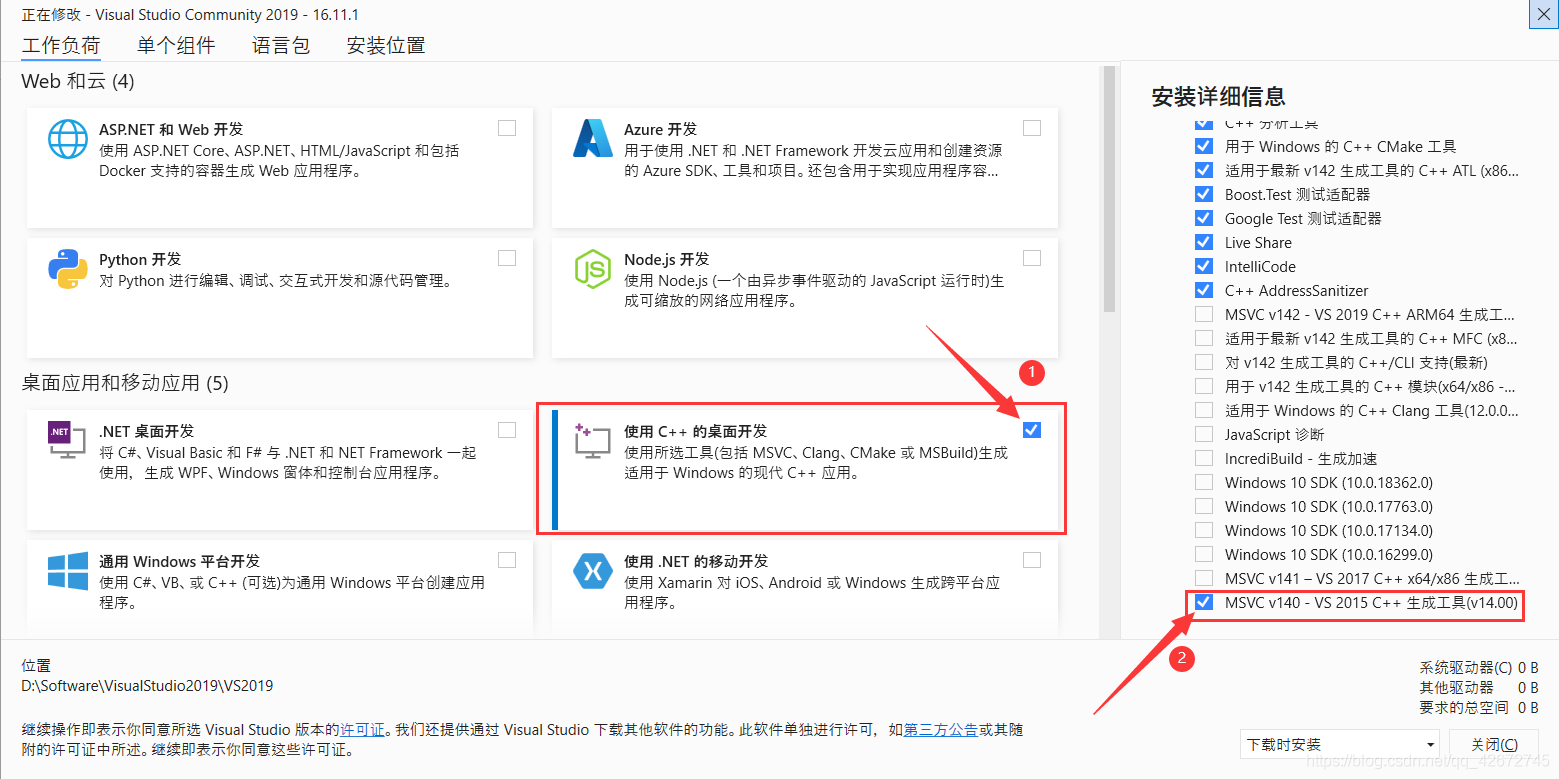 正在修改 - Visual Studio Community 2019 - 16.11.1
工作负荷 单个组件 语言包 安装位置
Web 和云 (4)
ASP.NET 和 Web 开发
使用 ASP.NET Core、ASP.NET、HTML/JavaScript 和包括
Docker 支持的容器生成 Web 应用程序。
Azure 开发
用于使用 .NET 和 .NET Framework 开发云应用和创建资源
的 Azure SDK、工具和项目。还包含用于实现应用程序容...
Python 开发
对 Python 进行编辑、调试、交互式开发和源代码管理。
Node.js 开发
使用 Node.js (一个由异步事件驱动的 JavaScript 运行时)生
成可缩放的网络应用程序。
桌面应用和移动应用 (5)
.NET
.NET 桌面开发
将 C#、Visual Basic 和 F# 与 .NET 和 NET Framework 一起
使用，生成 WPF、Windows 窗体和控制台应用程序。
1
使用 C++ 的桌面开发
使用所选工具(包括 MSVC、Clang、CMake 或 MSBuild)生成
适用于 Windows 的现代 C++ 应用。
通用 Windows 平台开发
使用 C#、VB、或 C++ (可选)为通用 Windows 平台创建应用
程序。
使用 .NET 的移动开发
使用 Xamarin 对 iOS、Android 或 Windows 生成跨平台应
用程序。
安装详细信息
C++ 分析工具
用于 Windows 的 C++ CMake 工具
适用于最新 v142 生成工具的 C++ ATL (x86...
Boost.Test 测试适配器
Google Test 测试适配器
Live Share
IntelliCode
C++ AddressSanitizer
MSVC v142 - VS 2019 C++ ARM64 生成工...
适用于最新 v142 生成工具的 C++ MFC (x8...
对 v142 生成工具的 C++/CLI 支持(最新)
用于 v142 生成工具的 C++ 模块(x64/x86 -...
适用于 Windows 的 C++ Clang 工具(12.0.0...
JavaScript 诊断
IncrediBuild - 生成加速
Windows 10 SDK (10.0.18362.0)
Windows 10 SDK (10.0.17763.0)
Windows 10 SDK (10.0.17134.0)
Windows 10 SDK (10.0.16299.0)
MSVC v141 – VS 2017 C++ x64/x86 生成工...
MSVC v140 - VS 2015 C++ 生成工具(v14.00)
2
位置
D:\Software\VisualStudio2019\VS2019
系统驱动器(C) 0 B
其他驱动器 0 B
要求的总空间 0 B
继续操作即表示你同意所选 Visual Studio 版本的许可证。我们还提供通过 Visual Studio 下载其他软件的功能。此软件单独进行许可，如第三方公告或其随
附的许可证中所述。继续即表示你同意这些许可证。
下载时安装
关闭(C)
https://blog.csdn.net/qq_42672745